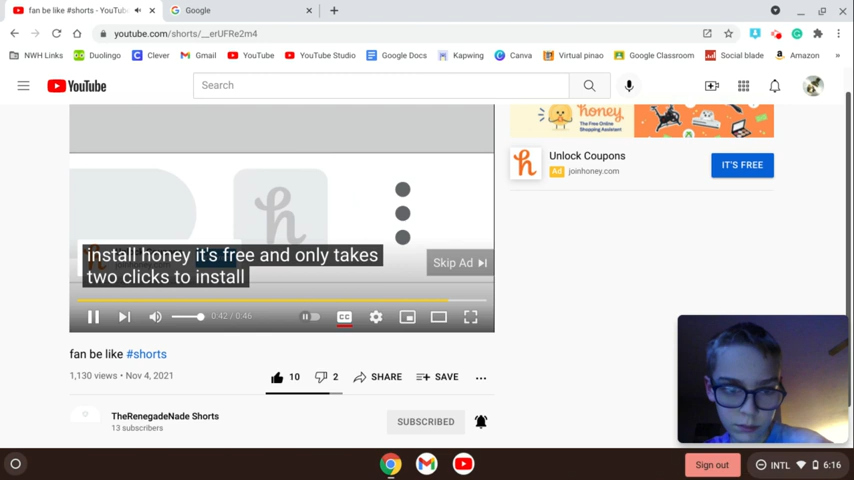 fan be like #shorts - YouTub
Google
youtube.com/shorts/__erUFRe2m4
NWH Links
Duolingo
Clever
Gmail
YouTube
YouTube Studio
Google Docs
Kapwing
Canva
Virtual pinao
Google Classroom
Social blade
Amazon
»
YouTube
Search
honey
The Free Online
Shopping Assistant
Unlock Coupons
Ad joinhoney.com
IT'S FREE
h
install honey it's free and only takes
two clicks to install
Skip Ad
0:42 / 0:46
CC
fan be like #shorts
1,130 views • Nov 4, 2021
10
2
SHARE
SAVE
TheRenegadeNade Shorts
13 subscribers
SUBSCRIBED
Sign out
INTL
6:16